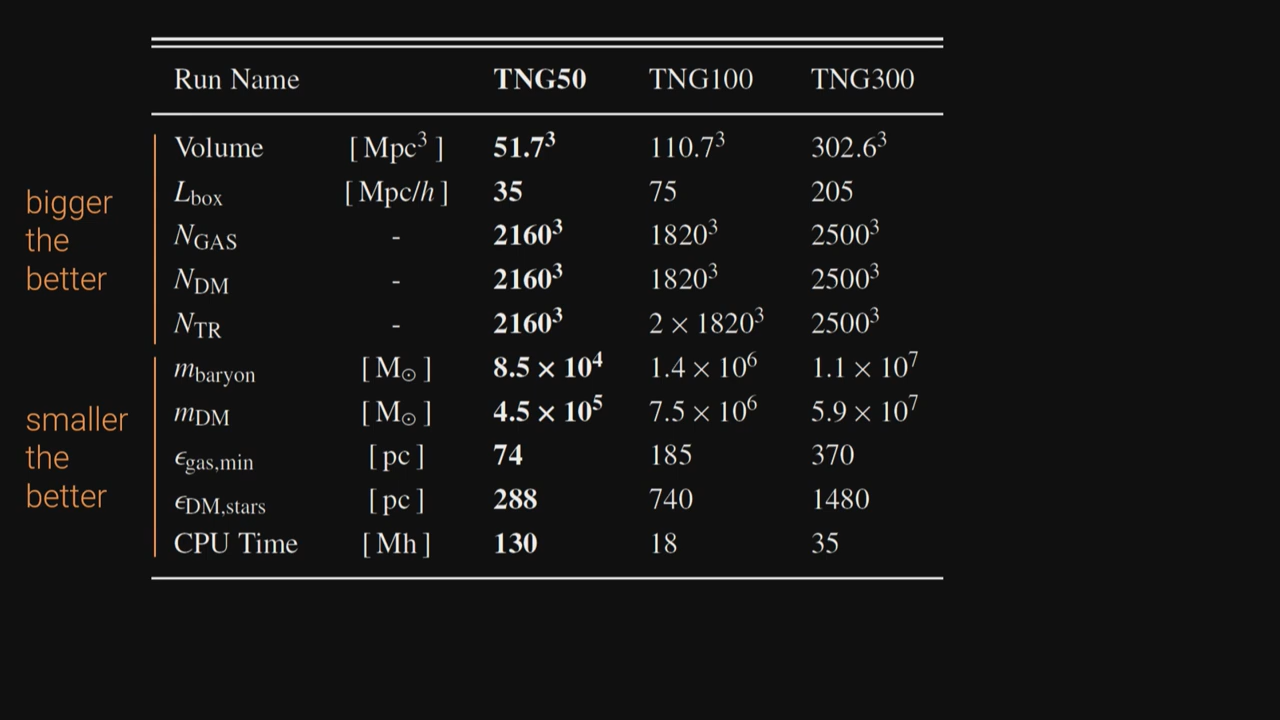 Run Name TNG50 TNG100 TNG300
Volume [ Mpc³ ] 51.7³ 110.7³ 302.6³
L_box [ Mpc/h ] 35 75 205
N_GAS - 2160³ 1820³ 2500³
N_DM - 2160³ 1820³ 2500³
N_TR - 2160³ 2 × 1820³ 2500³
m_baryon [ M⊙ ] 8.5 × 10⁴ 1.4 × 10⁶ 1.1 × 10⁷
m_DM [ M⊙ ] 4.5 × 10⁵ 7.5 × 10⁶ 5.9 × 10⁷
ϵ_gas,min [ pc ] 74 185 370
ϵ_DM,stars [ pc ] 288 740 1480
CPU Time [ Mh ] 130 18 35
bigger
the
better
smaller
the
better